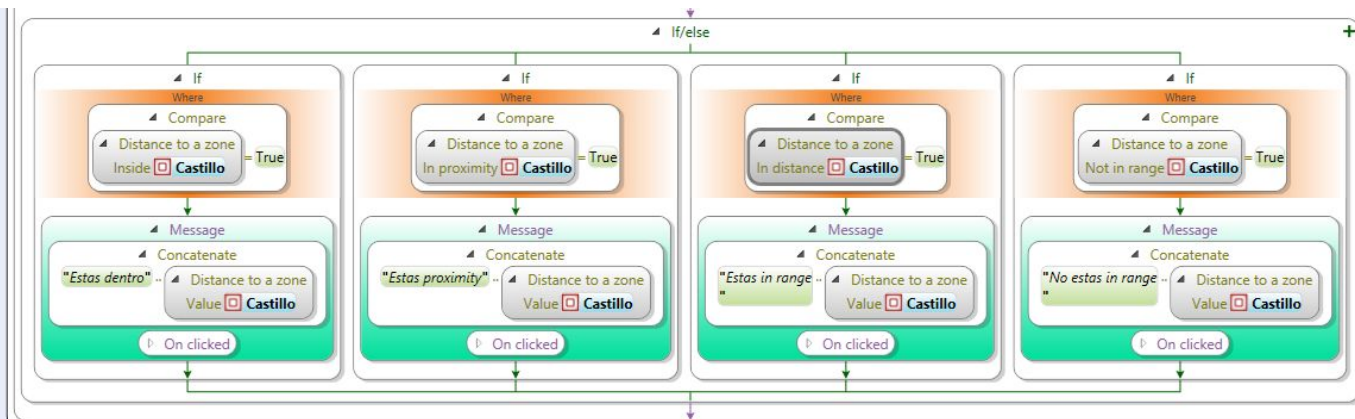 If/else
If
Where
Compare
Distance to a zone
Inside Castillo = True
Message
Concatenate
"Estas dentro" .. Distance to a zone
Value Castillo
On clicked
If
Where
Compare
Distance to a zone
In proximity Castillo = True
Message
Concatenate
"Estas proximity" .. Distance to a zone
Value Castillo
On clicked
If
Where
Compare
Distance to a zone
In distance Castillo = True
Message
Concatenate
"Estas in range .. Distance to a zone
" Value Castillo
On clicked
If
Where
Compare
Distance to a zone
Not in range Castillo = True
Message
Concatenate
"No estas in range .. Distance to a zone
" Value Castillo
On clicked